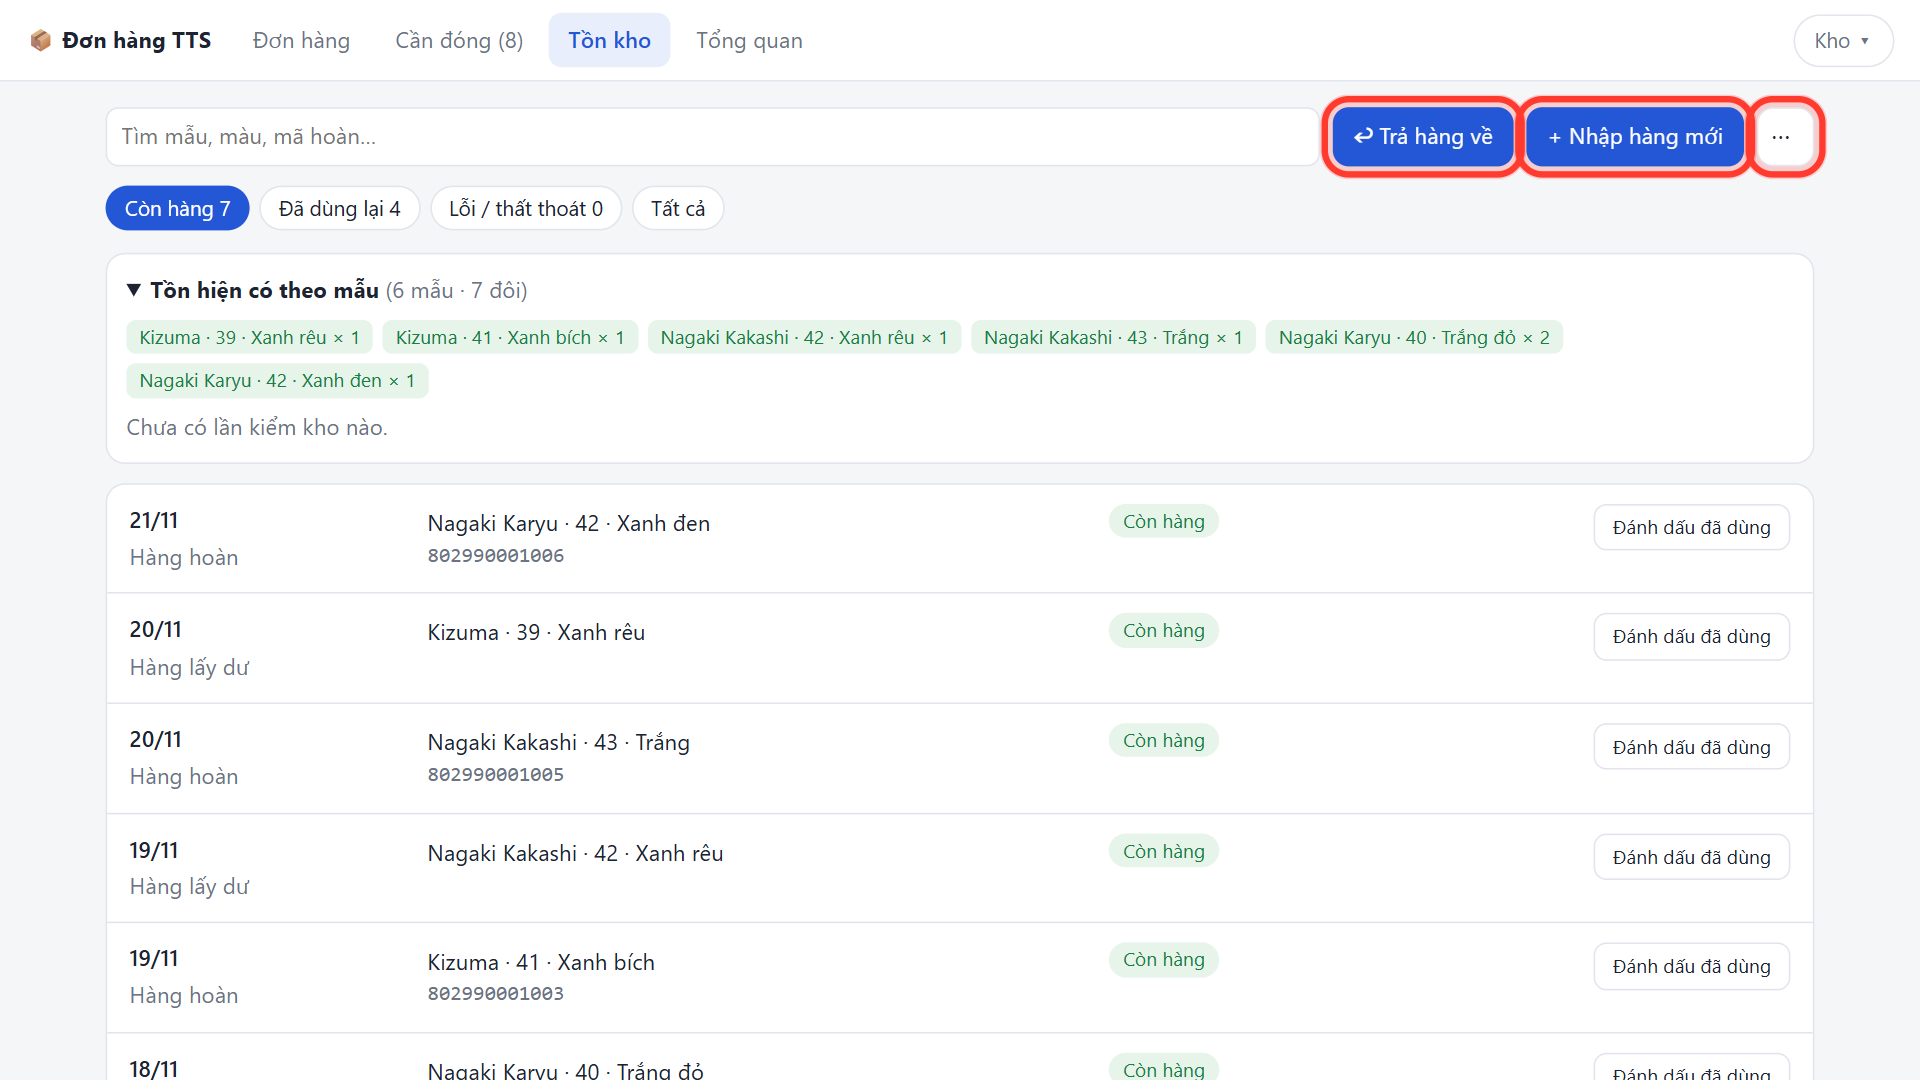 📦 Đơn hàng TTS Đơn hàng Cần đóng (8) Tồn kho Tổng quan Kho ▾
Tìm mẫu, màu, mã hoàn... ↩ Trả hàng về + Nhập hàng mới ...
Còn hàng 7 Đã dùng lại 4 Lỗi / thất thoát 0 Tất cả
▼ Tồn hiện có theo mẫu (6 mẫu · 7 đôi)
Kizuma · 39 · Xanh rêu × 1 Kizuma · 41 · Xanh bích × 1 Nagaki Kakashi · 42 · Xanh rêu × 1 Nagaki Kakashi · 43 · Trắng × 1 Nagaki Karyu · 40 · Trắng đỏ × 2
Nagaki Karyu · 42 · Xanh đen × 1
Chưa có lần kiểm kho nào.
21/11 Nagaki Karyu · 42 · Xanh đen Còn hàng Đánh dấu đã dùng
Hàng hoàn 802990001006
20/11 Kizuma · 39 · Xanh rêu Còn hàng Đánh dấu đã dùng
Hàng lấy dư
20/11 Nagaki Kakashi · 43 · Trắng Còn hàng Đánh dấu đã dùng
Hàng hoàn 802990001005
19/11 Nagaki Kakashi · 42 · Xanh rêu Còn hàng Đánh dấu đã dùng
Hàng lấy dư
19/11 Kizuma · 41 · Xanh bích Còn hàng Đánh dấu đã dùng
Hàng hoàn 802990001003
18/11 Nagaki Karyu · 40 · Trắng đỏ Còn hàng Đánh dấu đã dùng